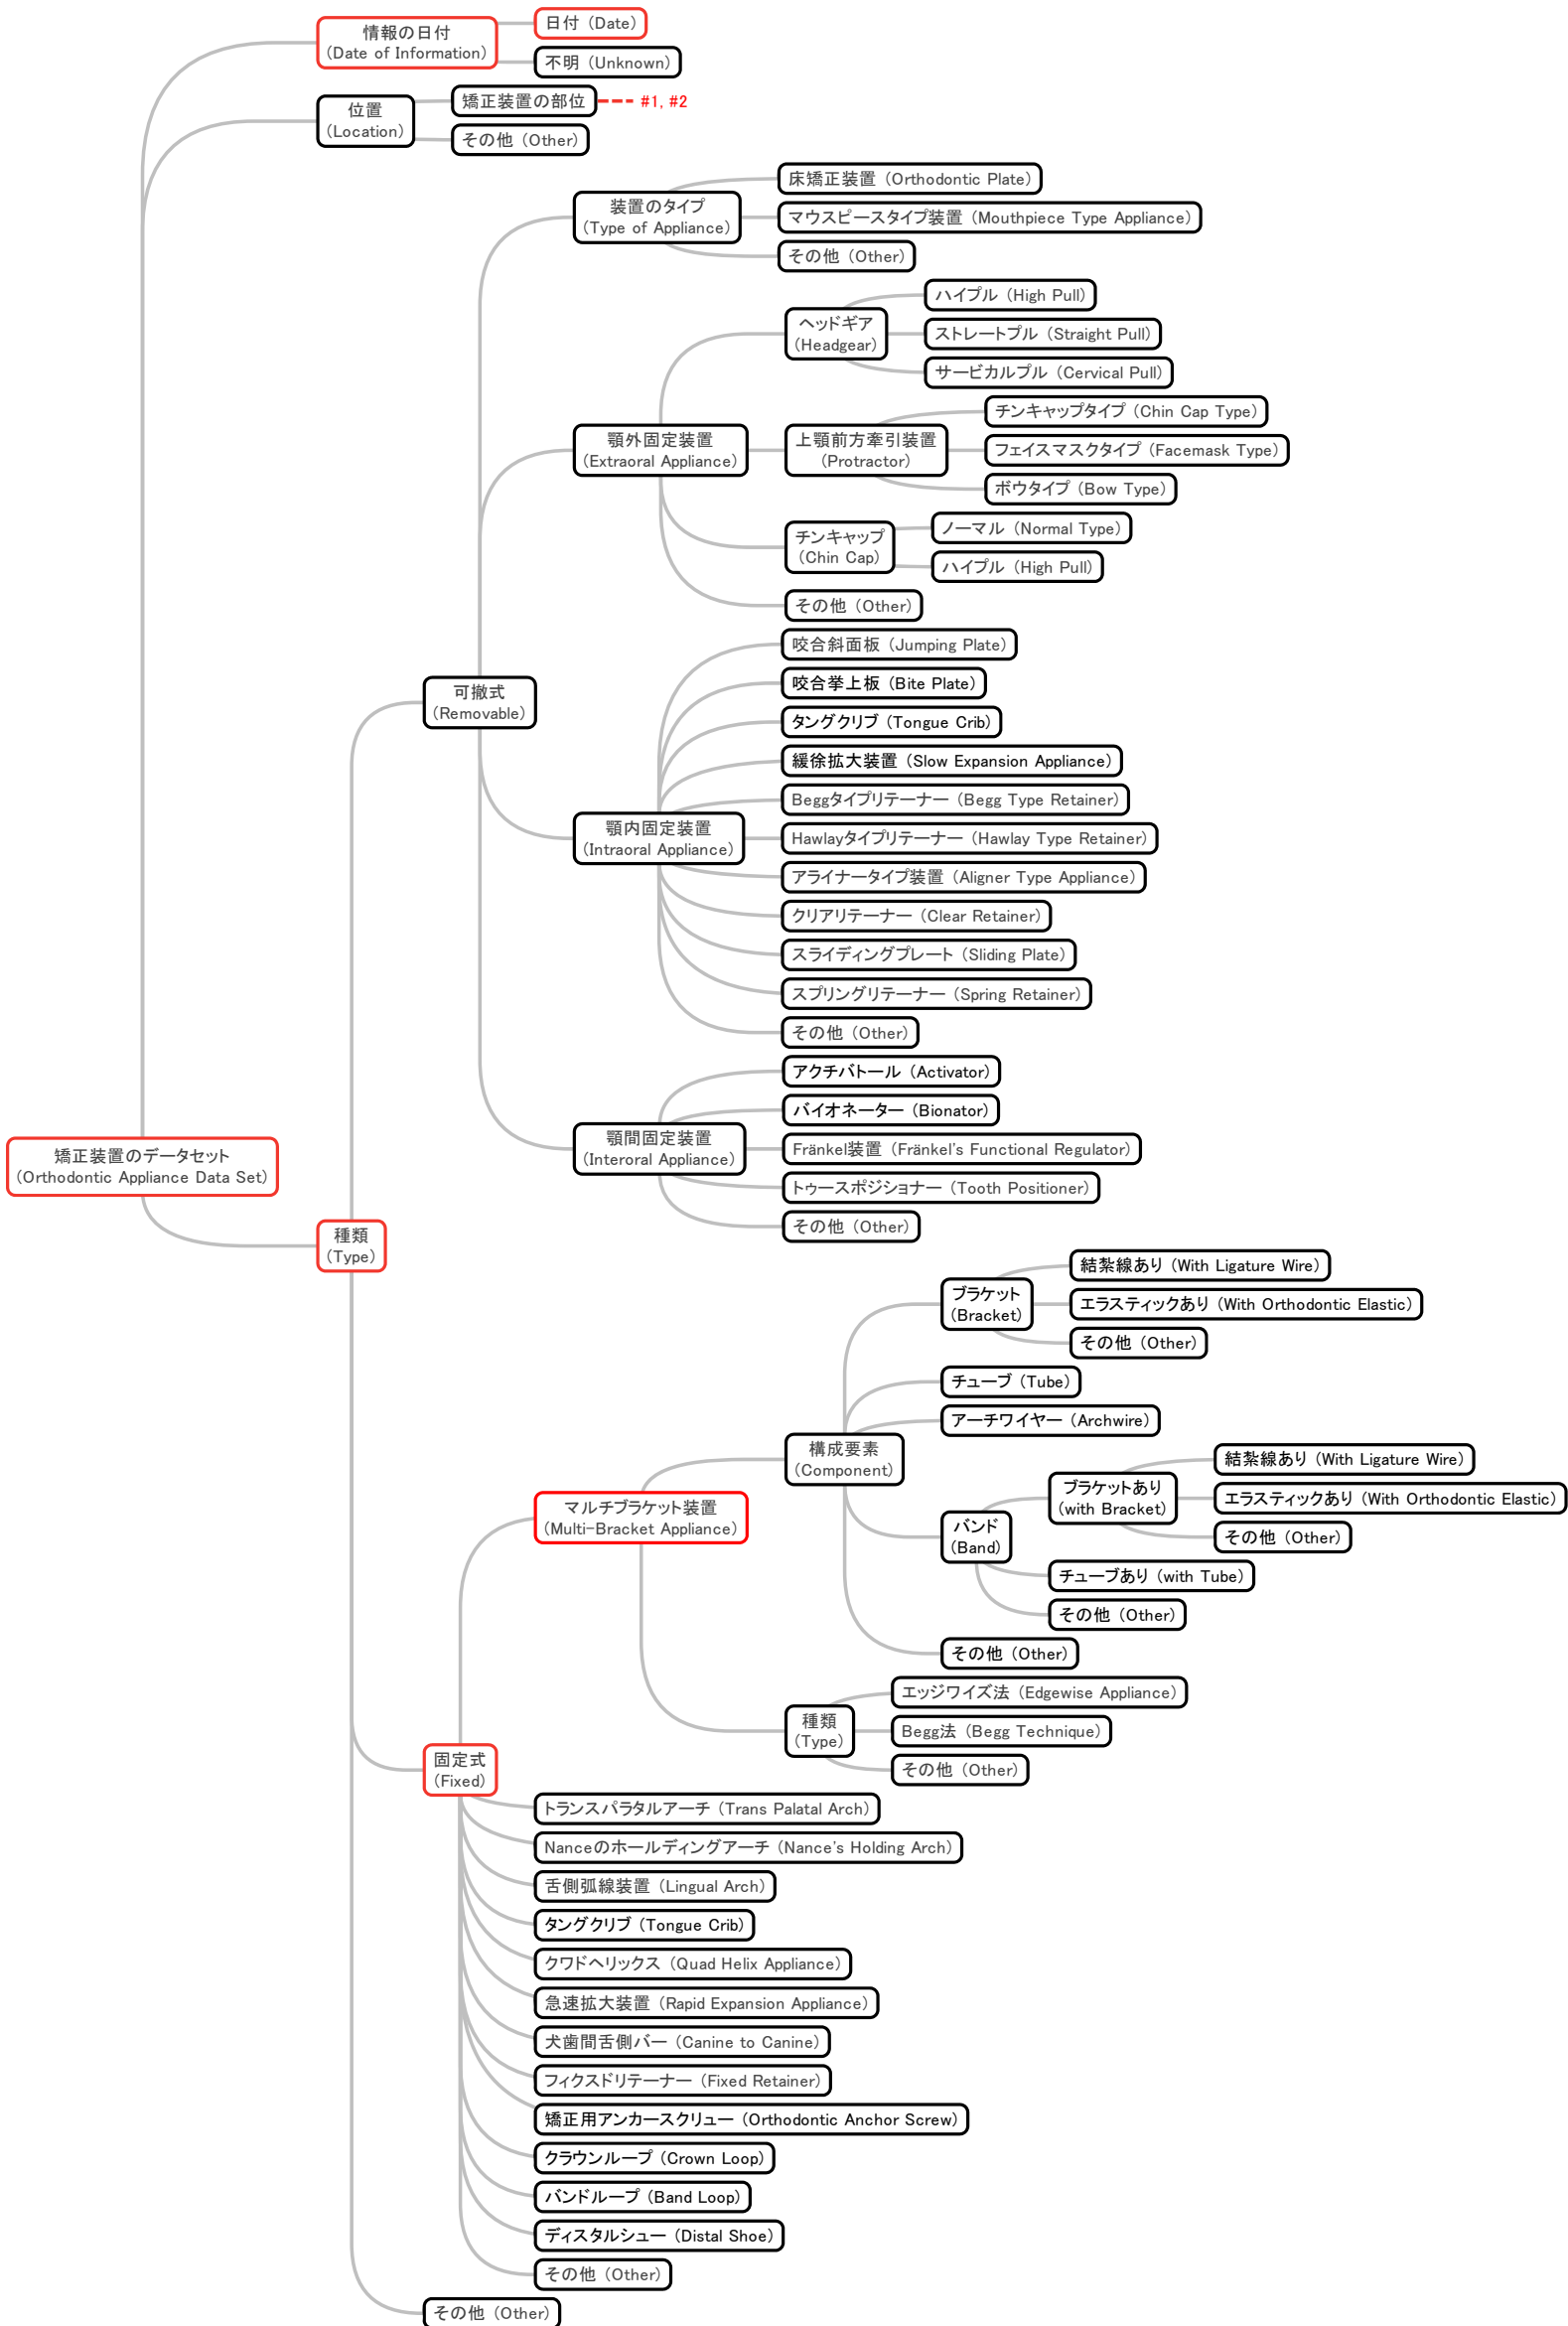 情報の日付
(Date of Information)
日付 (Date)
不明 (Unknown)
位置
(Location)
矯正装置の部位
#1, #2
その他 (Other)
装置のタイプ
(Type of Appliance)
床矯正装置 (Orthodontic Plate)
マウスピースタイプ装置 (Mouthpiece Type Appliance)
その他 (Other)
ヘッドギア
(Headgear)
ハイプル (High Pull)
ストレートプル (Straight Pull)
サービカルプル (Cervical Pull)
顎外固定装置
(Extraoral Appliance)
上顎前方牽引装置
(Protractor)
チンキャップタイプ (Chin Cap Type)
フェイスマスクタイプ (Facemask Type)
ボウタイプ (Bow Type)
チンキャップ
(Chin Cap)
ノーマル (Normal Type)
ハイプル (High Pull)
その他 (Other)
可撤式
(Removable)
顎内固定装置
(Intraoral Appliance)
咬合斜面板 (Jumping Plate)
咬合挙上板 (Bite Plate)
タングクリブ (Tongue Crib)
緩徐拡大装置 (Slow Expansion Appliance)
Beggタイプリテーナー (Begg Type Retainer)
Hawlayタイプリテーナー (Hawlay Type Retainer)
アライナータイプ装置 (Aligner Type Appliance)
クリアリテーナー (Clear Retainer)
スライディングプレート (Sliding Plate)
スプリングリテーナー (Spring Retainer)
その他 (Other)
顎間固定装置
(Interoral Appliance)
アクチバトール (Activator)
バイオネーター (Bionator)
Fränkel装置 (Fränkel's Functional Regulator)
トゥースポジショナー (Tooth Positioner)
その他 (Other)
矯正装置のデータセット
(Orthodontic Appliance Data Set)
種類
(Type)
ブラケット
(Bracket)
結紮線あり (With Ligature Wire)
エラスティックあり (With Orthodontic Elastic)
その他 (Other)
チューブ (Tube)
アーチワイヤー (Archwire)
構成要素
(Component)
バンド
(Band)
ブラケットあり
(with Bracket)
結紮線あり (With Ligature Wire)
エラスティックあり (With Orthodontic Elastic)
その他 (Other)
チューブあり (with Tube)
その他 (Other)
その他 (Other)
マルチブラケット装置
(Multi-Bracket Appliance)
種類
(Type)
エッジワイズ法 (Edgewise Appliance)
Begg法 (Begg Technique)
その他 (Other)
固定式
(Fixed)
トランスパラタルアーチ (Trans Palatal Arch)
Nanceのホールディングアーチ (Nance's Holding Arch)
舌側弧線装置 (Lingual Arch)
タングクリブ (Tongue Crib)
クワドヘリックス (Quad Helix Appliance)
急速拡大装置 (Rapid Expansion Appliance)
犬歯間舌側バー (Canine to Canine)
フィクスドリテーナー (Fixed Retainer)
矯正用アンカースクリュー (Orthodontic Anchor Screw)
クラウンループ (Crown Loop)
バンドループ (Band Loop)
ディスタルシュー (Distal Shoe)
その他 (Other)
その他 (Other)